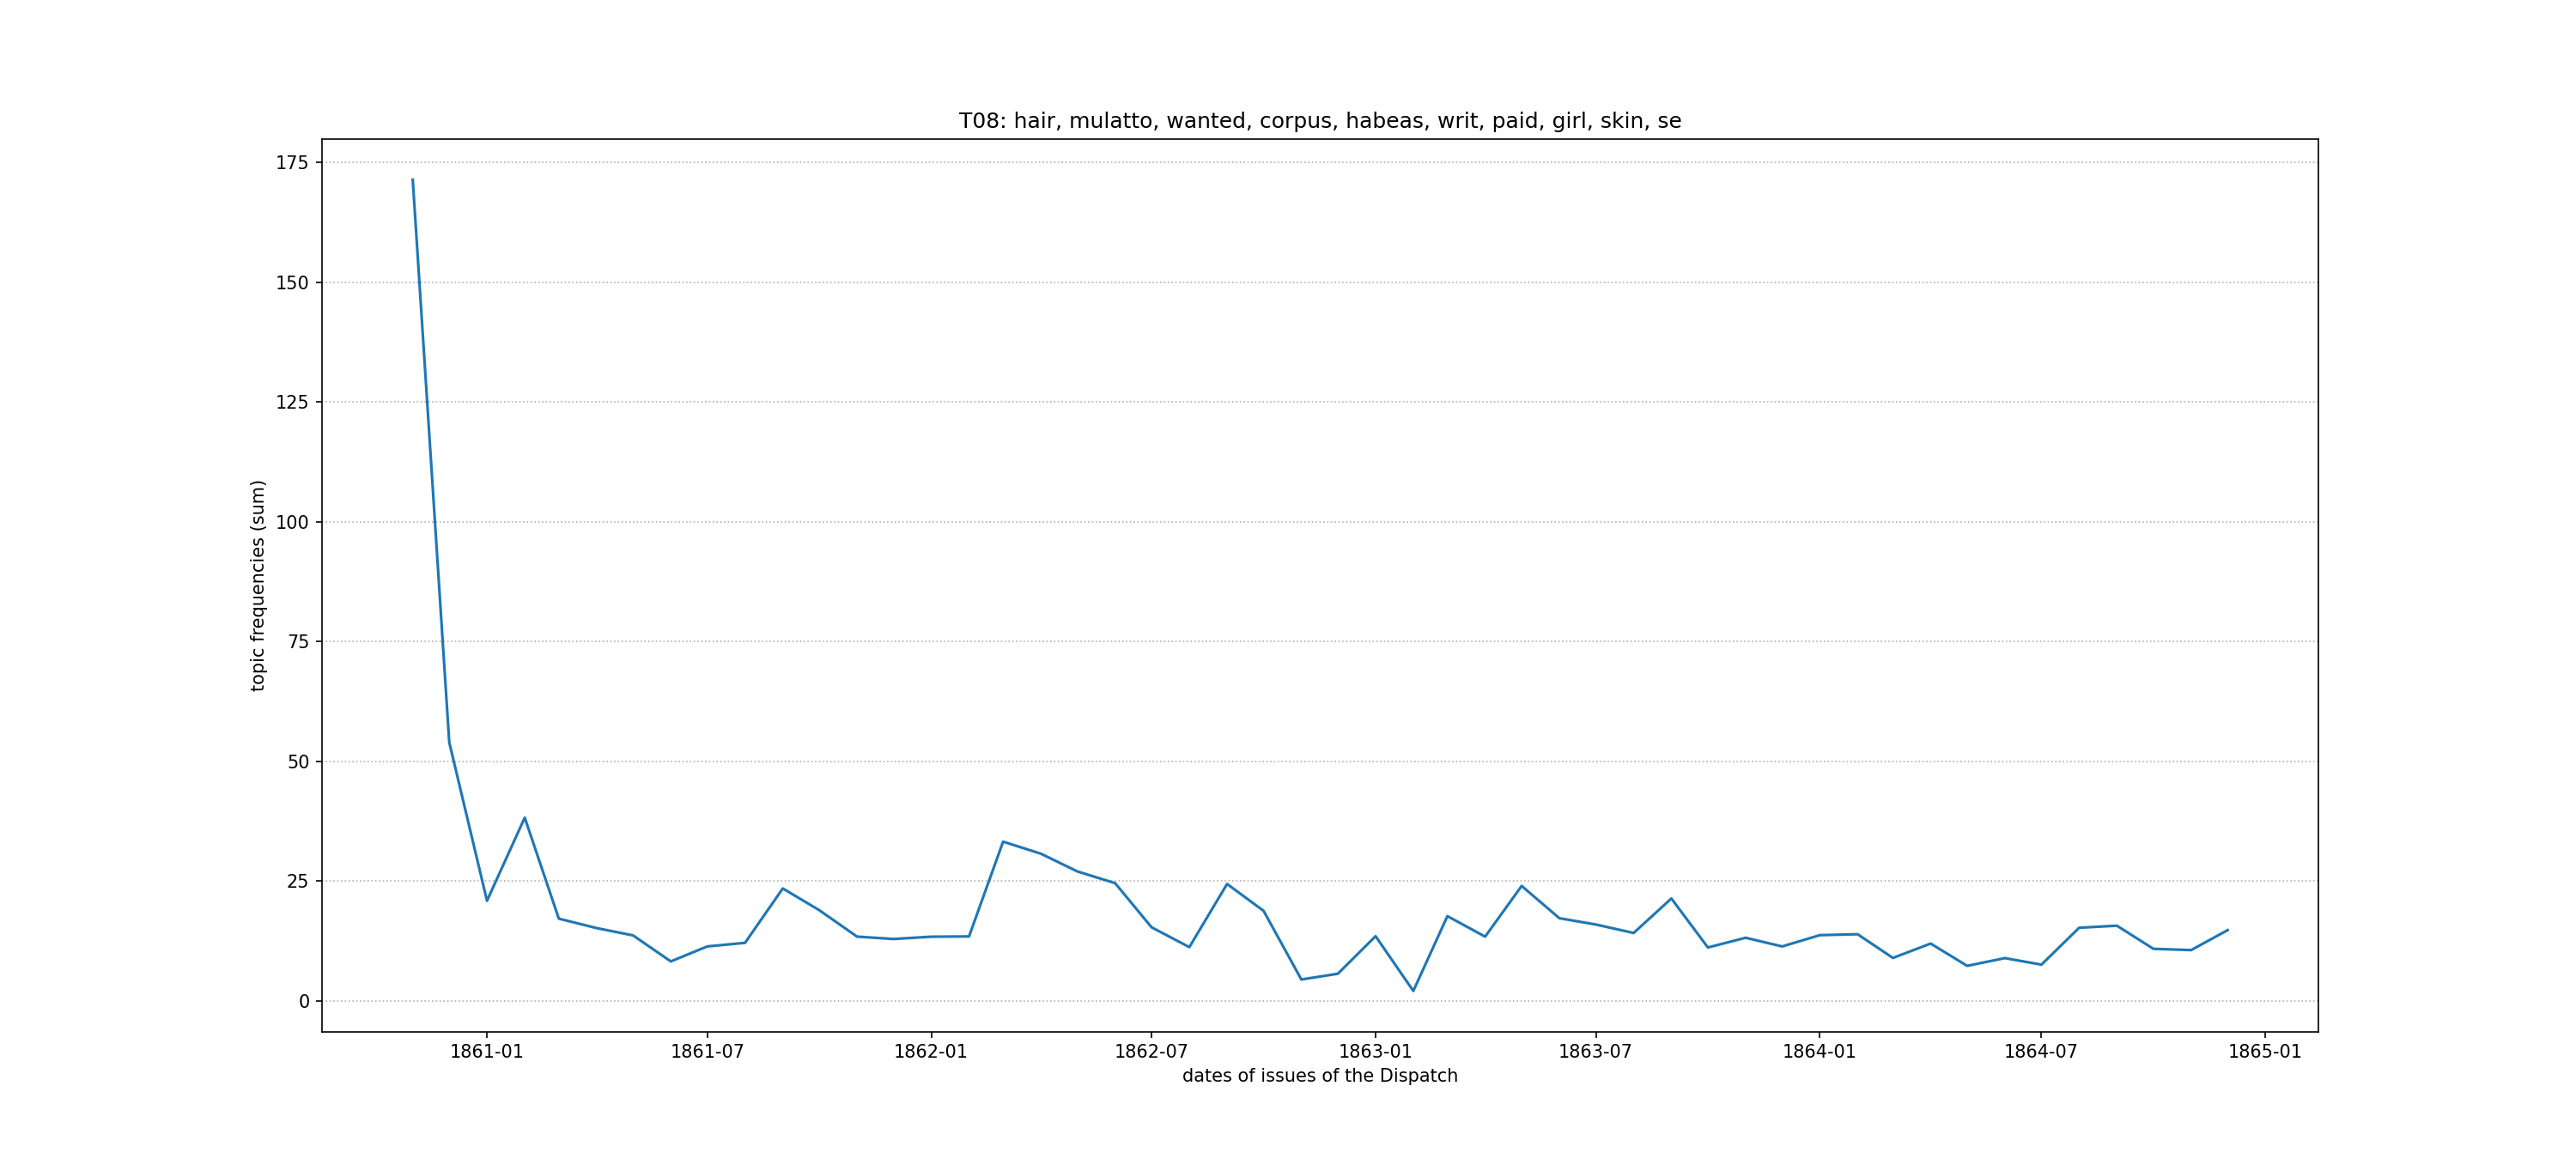 T08: hair, mulatto, wanted, corpus, habeas, writ, paid, girl, skin, se
175
150
125
100
75
50
25
0
topic frequencies (sum)
1861-01 1861-07 1862-01 1862-07 1863-01 1863-07 1864-01 1864-07 1865-01
dates of issues of the Dispatch